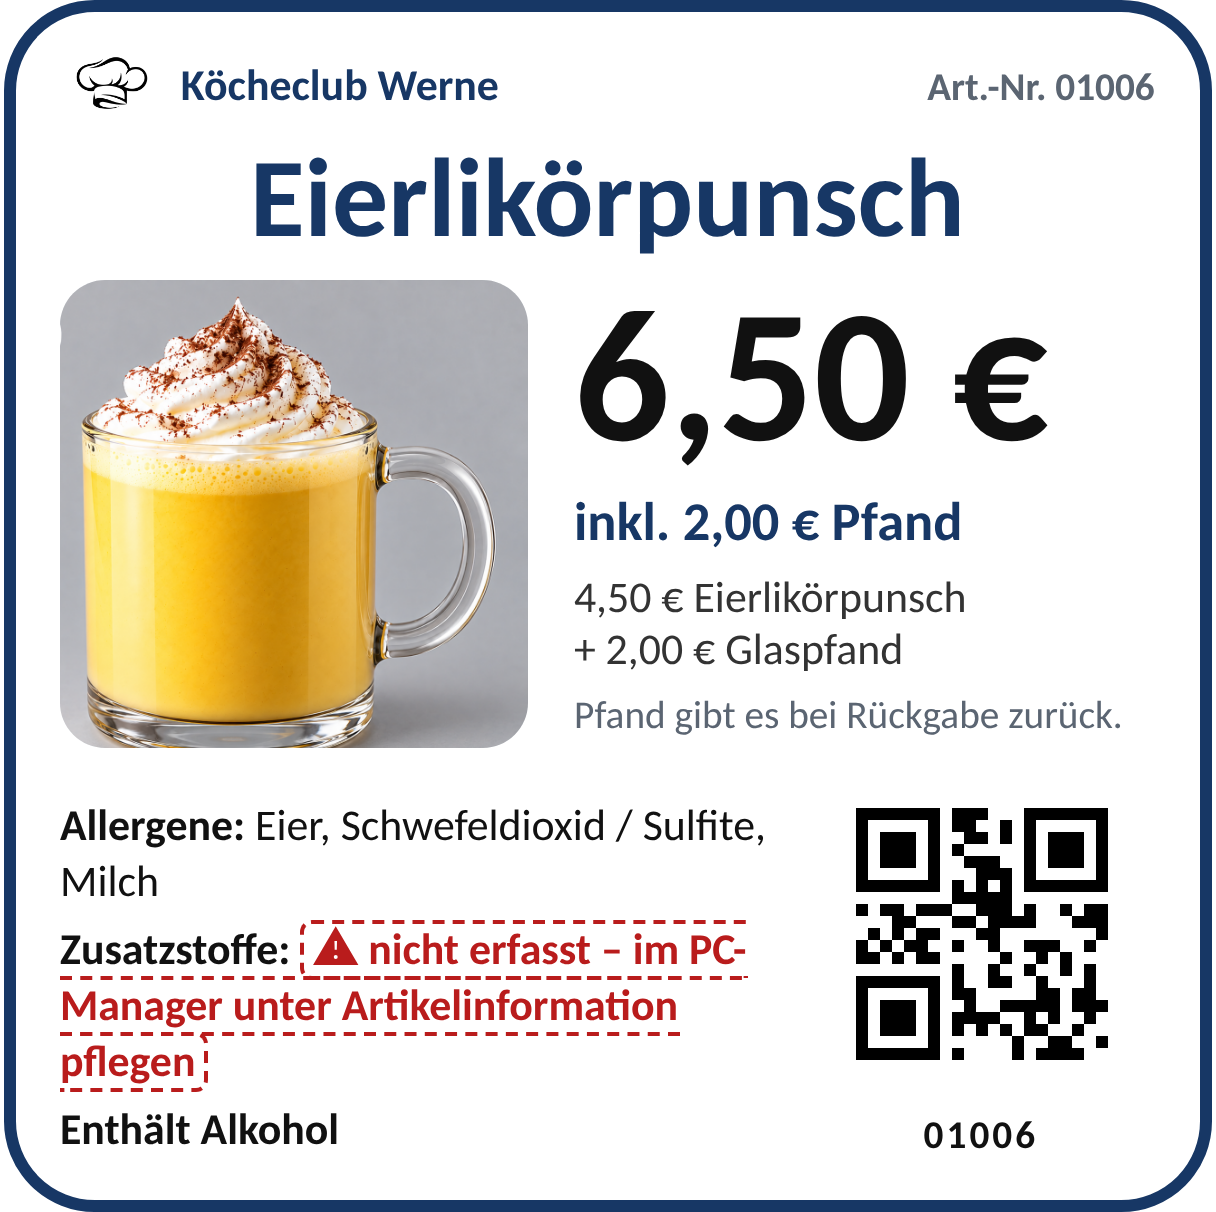 Köcheclub Werne
Art.-Nr. 01006
Eierlikörpunsch
6,50 €
inkl. 2,00 € Pfand
4,50 € Eierlikörpunsch
+ 2,00 € Glaspfand
Pfand gibt es bei Rückgabe zurück.
Allergene: Eier, Schwefeldioxid / Sulfite,
Milch
Zusatzstoffe: ⚠ nicht erfasst – im PC-
Manager unter Artikelinformation
pflegen
Enthält Alkohol
01006